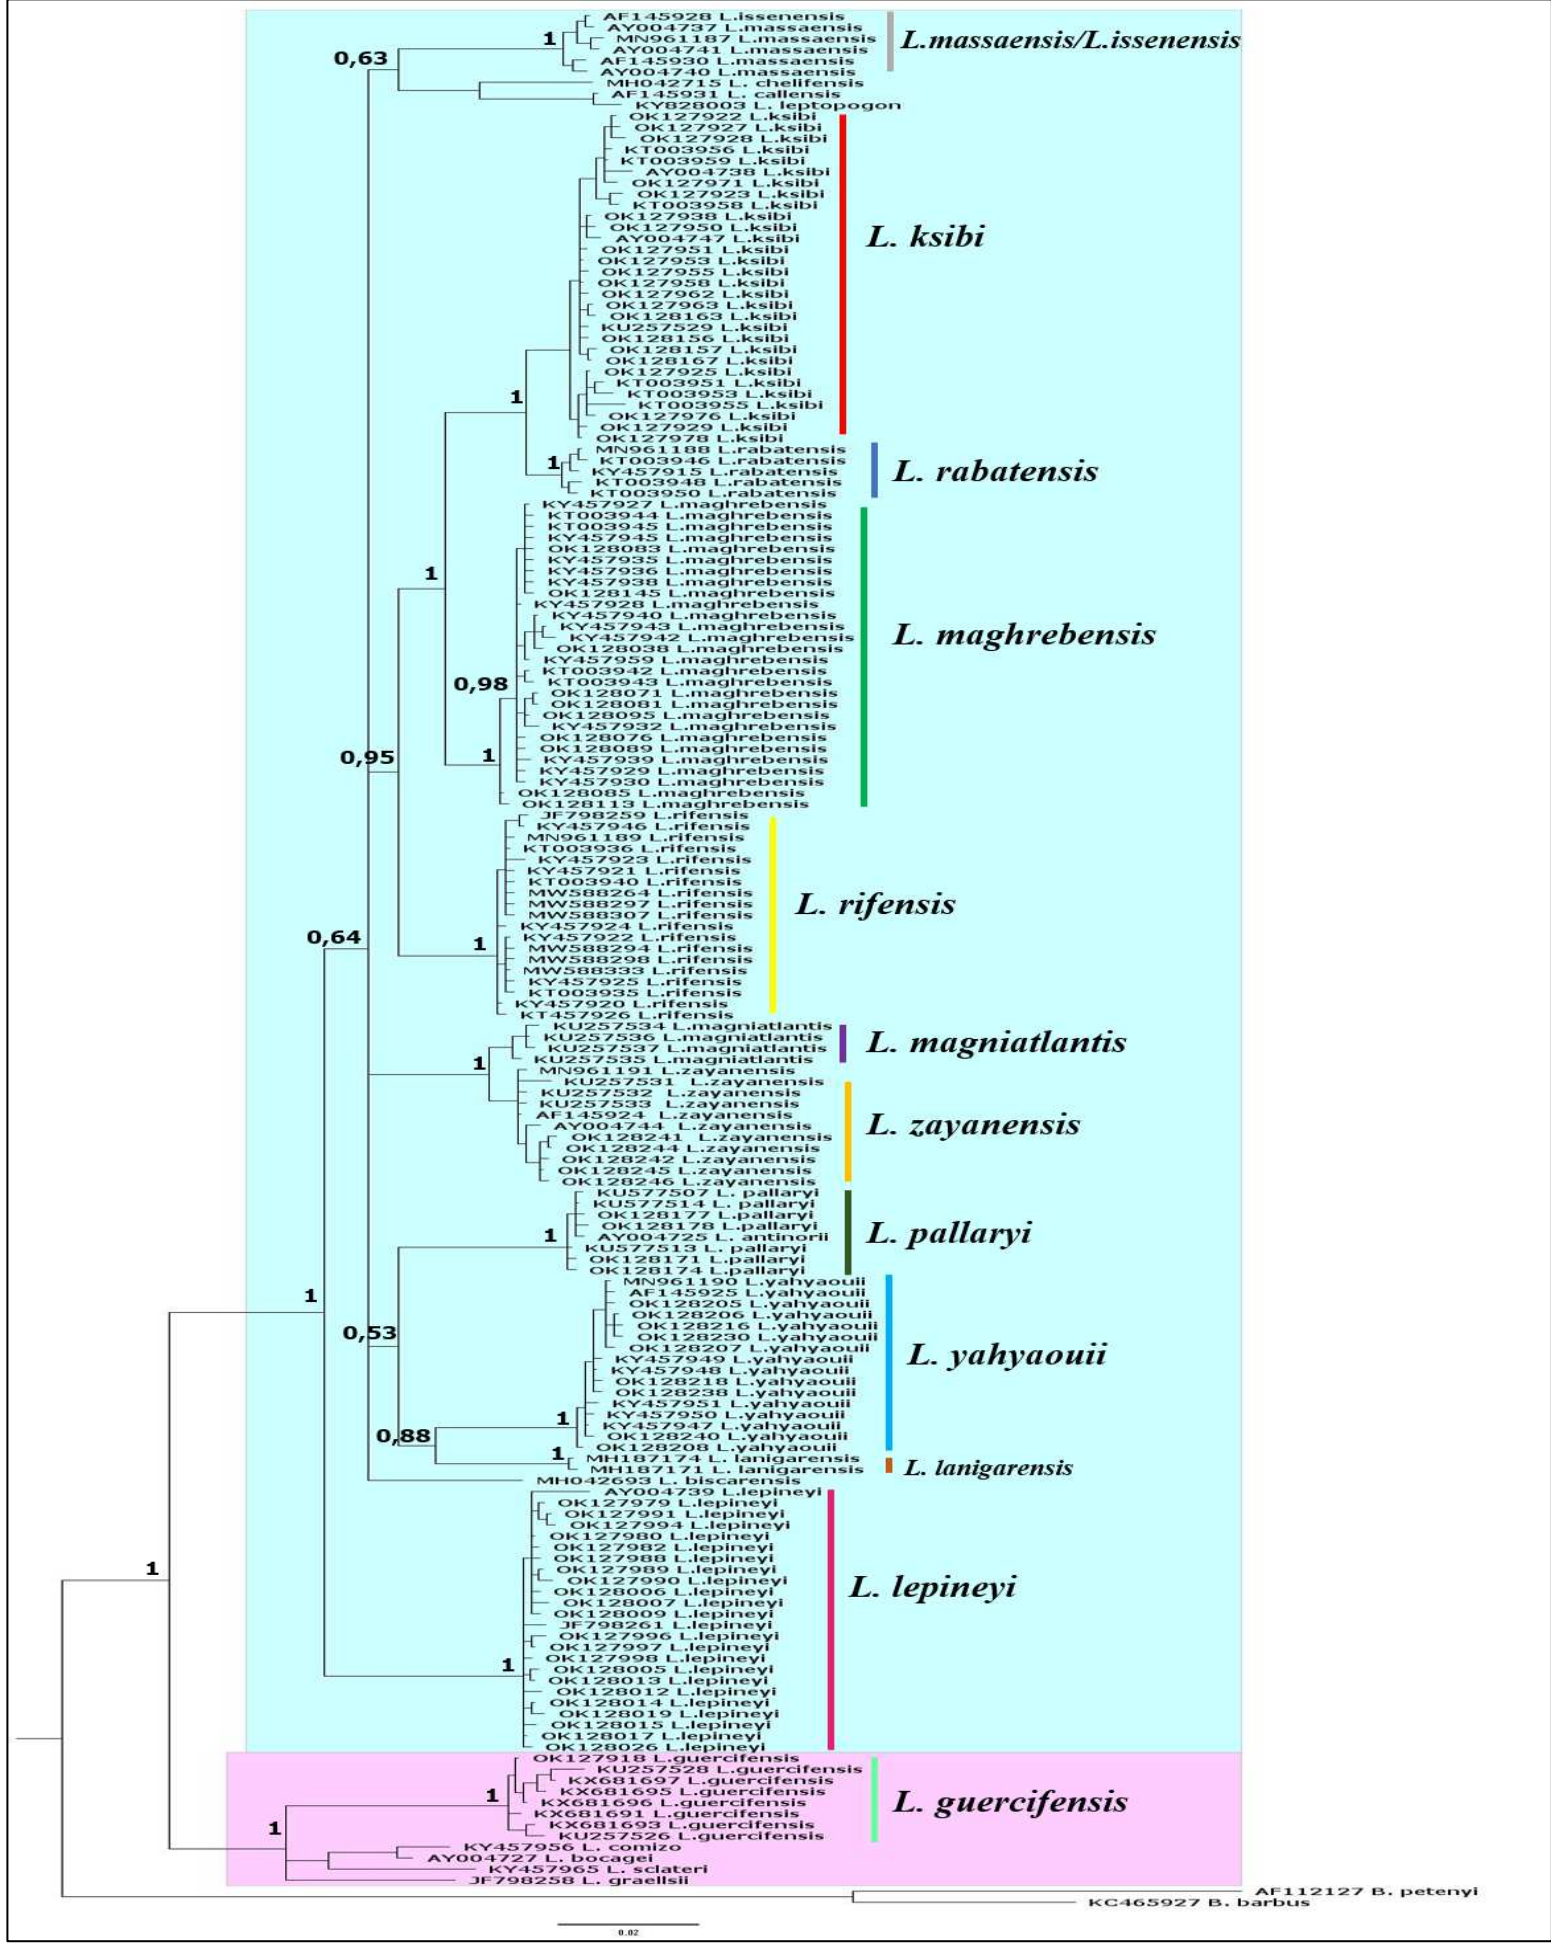 AF145928 L.issenensis
AY004737 L.massaensis
MN961187 L.massaensis
AY004741 L.massaensis
AF145930 L.massaensis
AY004740 L.massaensis
L.massaensis/L.issenensis
1
0,63
MH042715 L. chelifensis
AF145931 L. callensis
KY828003 L. leptopogon
OK127922 L.ksibi
OK127927 L.ksibi
OK127928 L.ksibi
KT003956 L.ksibi
KT003959 L.ksibi
AY004738 L.ksibi
OK127971 L.ksibi
OK127923 L.ksibi
KT003958 L.ksibi
OK127938 L.ksibi
OK127950 L.ksibi
AY004747 L.ksibi
OK127951 L.ksibi
OK127953 L.ksibi
OK127955 L.ksibi
OK127958 L.ksibi
OK127962 L.ksibi
OK127963 L.ksibi
OK128163 L.ksibi
KU257529 L.ksibi
OK128156 L.ksibi
OK128157 L.ksibi
OK128167 L.ksibi
OK127925 L.ksibi
KT003951 L.ksibi
KT003953 L.ksibi
KT003955 L.ksibi
OK127976 L.ksibi
OK127929 L.ksibi
OK127978 L.ksibi
L. ksibi
1
MN961188 L.rabatensis
KT003946 L.rabatensis
KY457915 L.rabatensis
KT003948 L.rabatensis
KT003950 L.rabatensis
L. rabatensis
1
1
KY457927 L.maghrebensis
KT003944 L.maghrebensis
KT003945 L.maghrebensis
KY457945 L.maghrebensis
OK128083 L.maghrebensis
KY457935 L.maghrebensis
KY457936 L.maghrebensis
KY457938 L.maghrebensis
OK128145 L.maghrebensis
KY457928 L.maghrebensis
KY457940 L.maghrebensis
KY457943 L.maghrebensis
KY457942 L.maghrebensis
OK128038 L.maghrebensis
KY457959 L.maghrebensis
KT003942 L.maghrebensis
KT003943 L.maghrebensis
OK128071 L.maghrebensis
OK128081 L.maghrebensis
OK128095 L.maghrebensis
KY457932 L.maghrebensis
OK128076 L.maghrebensis
OK128089 L.maghrebensis
KY457939 L.maghrebensis
KY457929 L.maghrebensis
KY457930 L.maghrebensis
OK128085 L.maghrebensis
OK128113 L.maghrebensis
L. maghrebensis
0,98
1
0,95
JF798259 L.rifensis
KY457946 L.rifensis
MN961189 L.rifensis
KT003936 L.rifensis
KY457923 L.rifensis
KY457921 L.rifensis
KT003940 L.rifensis
MW588264 L.rifensis
MW588297 L.rifensis
MW588307 L.rifensis
KY457924 L.rifensis
KY457922 L.rifensis
MW588294 L.rifensis
MW588298 L.rifensis
MW588333 L.rifensis
KY457925 L.rifensis
KT003935 L.rifensis
KY457920 L.rifensis
KT457926 L.rifensis
L. rifensis
1
0,64
KU257534 L.magniatlantis
KU257536 L.magniatlantis
KU257537 L.magniatlantis
KU257535 L.magniatlantis
L. magniatlantis
1
MN961191 L.zayanensis
KU257531 L.zayanensis
KU257532 L.zayanensis
KU257533 L.zayanensis
AF145924 L.zayanensis
AY004744 L.zayanensis
OK128241 L.zayanensis
OK128244 L.zayanensis
OK128242 L.zayanensis
OK128245 L.zayanensis
OK128246 L.zayanensis
L. zayanensis
KU577507 L. pallaryi
KU577514 L. pallaryi
OK128177 L.pallaryi
OK128178 L.pallaryi
AY004725 L. antinorii
KU577513 L. pallaryi
OK128171 L.pallaryi
OK128174 L.pallaryi
L. pallaryi
1
1
0,53
MN961190 L.yahyaouii
AF145925 L.yahyaouii
OK128205 L.yahyaouii
OK128206 L.yahyaouii
OK128216 L.yahyaouii
OK128230 L.yahyaouii
OK128207 L.yahyaouii
KY457949 L.yahyaouii
KY457948 L.yahyaouii
OK128218 L.yahyaouii
OK128238 L.yahyaouii
KY457951 L.yahyaouii
KY457950 L.yahyaouii
KY457947 L.yahyaouii
OK128240 L.yahyaouii
OK128208 L.yahyaouii
L. yahyaouii
1
0,88
1
MH187174 L. lanigarensis
MH187171 L. lanigarensis
L. lanigarensis
MH042693 L. biscarensis
AY004739 L.lepineyi
OK127979 L.lepineyi
OK127991 L.lepineyi
OK127994 L.lepineyi
OK127980 L.lepineyi
OK127982 L.lepineyi
OK127988 L.lepineyi
OK127989 L.lepineyi
OK127990 L.lepineyi
OK128006 L.lepineyi
OK128007 L.lepineyi
OK128009 L.lepineyi
JF798261 L.lepineyi
OK127996 L.lepineyi
OK127997 L.lepineyi
OK127998 L.lepineyi
OK128005 L.lepineyi
OK128013 L.lepineyi
OK128012 L.lepineyi
OK128014 L.lepineyi
OK128019 L.lepineyi
OK128015 L.lepineyi
OK128017 L.lepineyi
OK128026 L.lepineyi
L. lepineyi
1
1
OK127918 L.guercifensis
KU257528 L.guercifensis
KX681697 L.guercifensis
KX681695 L.guercifensis
KX681696 L.guercifensis
KX681691 L.guercifensis
KX681693 L.guercifensis
KU257526 L.guercifensis
L. guercifensis
1
1
KY457956 L. comizo
AY004727 L. bocagei
KY457965 L. sclateri
JF798258 L. graellsii
AF112127 B. petenyi
KC465927 B. barbus
0.02